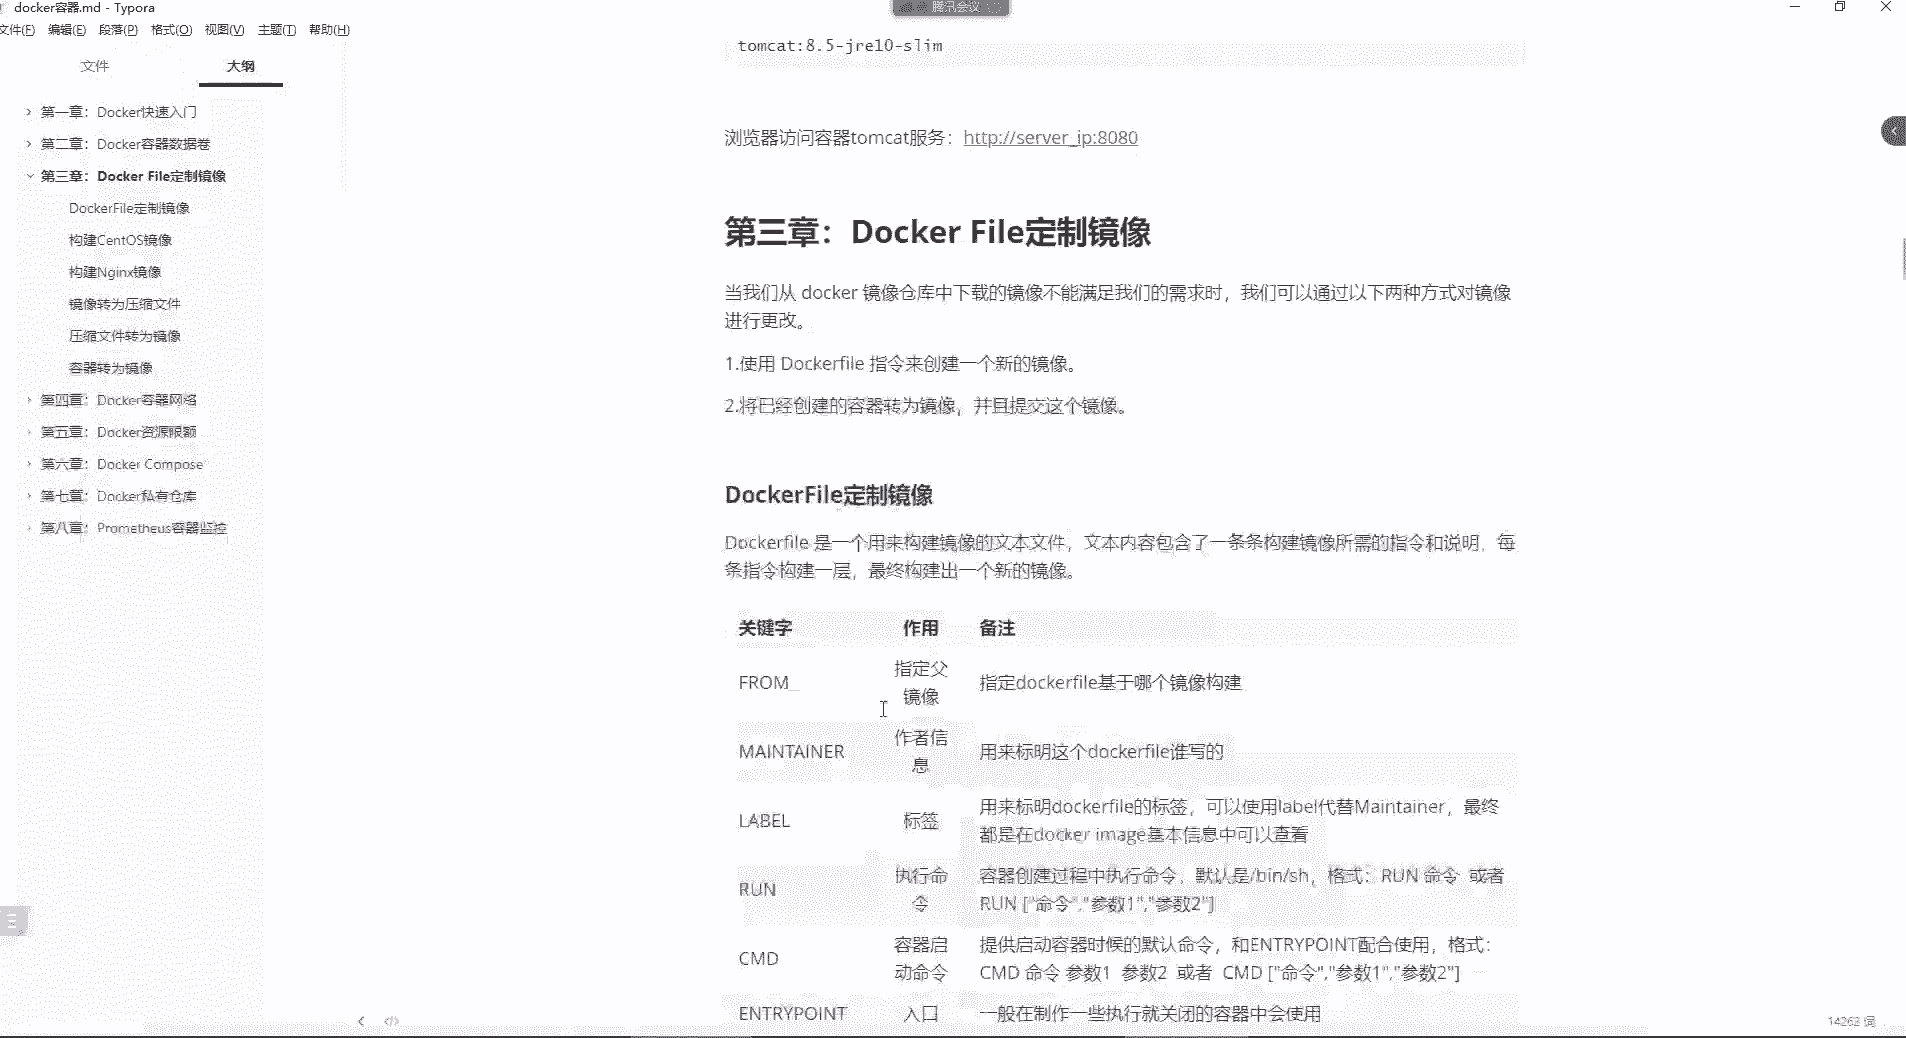 docker容器.md - Typora
腾讯会议
文件(F) 编辑(E) 段落(P) 格式(O) 视图(V) 主题(T) 帮助(H)
文件 大纲
第一章：Docker快速入门
第二章：Docker容器数据卷
第三章：Docker File定制镜像
DockerFile定制镜像
构建CentOS镜像
构建Nginx镜像
镜像转为压缩文件
压缩文件转为镜像
容器转为镜像
第四章：Docker容器网络
第五章：Docker资源限额
第六章：Docker Compose
第七章：Docker私有仓库
第八章：Prometheus容器监控
tomcat:8.5-jre10-slim
浏览器访问容器tomcat服务：http://server_ip:8080
第三章：Docker File定制镜像
当我们从 docker 镜像仓库中下载的镜像不能满足我们的需求时，我们可以通过以下两种方式对镜像
进行更改。
1.使用 Dockerfile 指令来创建一个新的镜像。
2.将已经创建的容器转为镜像，并且提交这个镜像。
DockerFile定制镜像
Dockerfile 是一个用来构建镜像的文本文件，文本内容包含了一条条构建镜像所需的指令和说明，每
条指令构建一层，最终构建出一个新的镜像。
关键字 作用 备注
FROM_ 指定父
镜像 指定dockerfile基于哪个镜像构建
MAINTAINER 作者信
息 用来标明这个dockerfile谁写的
LABEL 标签 用来标明dockerfile的标签，可以使用label代替Maintainer，最终
都是在docker image基本信息中可以查看
RUN 执行命
令 容器创建过程中执行命令，默认是/bin/sh，格式：RUN 命令 或者
RUN ["命令","参数1","参数2"]
CMD 容器启
动命令 提供启动容器时候的默认命令，和ENTRYPOINT配合使用，格式：
CMD 命令 参数1 参数2 或者 CMD ["命令","参数1","参数2"]
ENTRYPOINT 入口 一般在制作一些执行就关闭的容器中会使用
14263 词